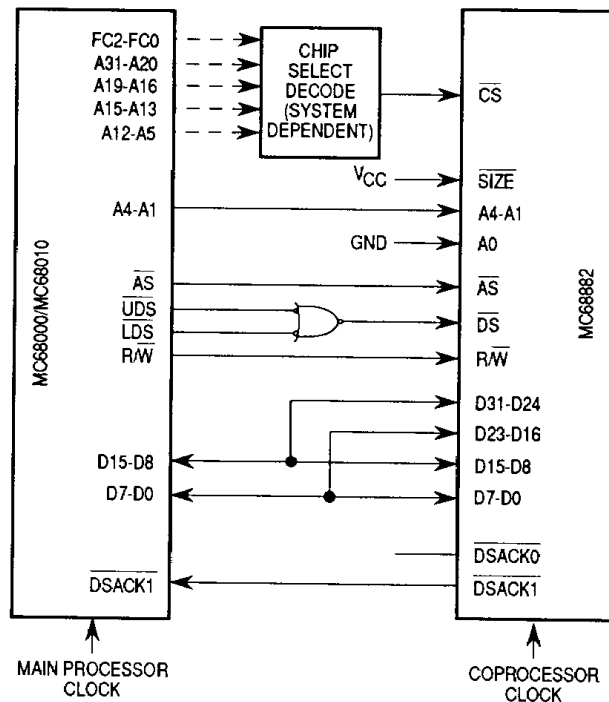 FC2-FC0
A31-A20
A19-A16
A15-A13
A12-A5
CHIP
SELECT
DECODE
(SYSTEM
DEPENDENT)
CS
VCC
SIZE
A4-A1
A4-A1
GND
A0
MC68000/MC68010
MC68882
AS
AS
UDS
LDS
DS
R/W
R/W
D31-D24
D23-D16
D15-D8
D15-D8
D7-D0
D7-D0
DSACK0
DSACK1
DSACK1
MAIN PROCESSOR
CLOCK
COPROCESSOR
CLOCK